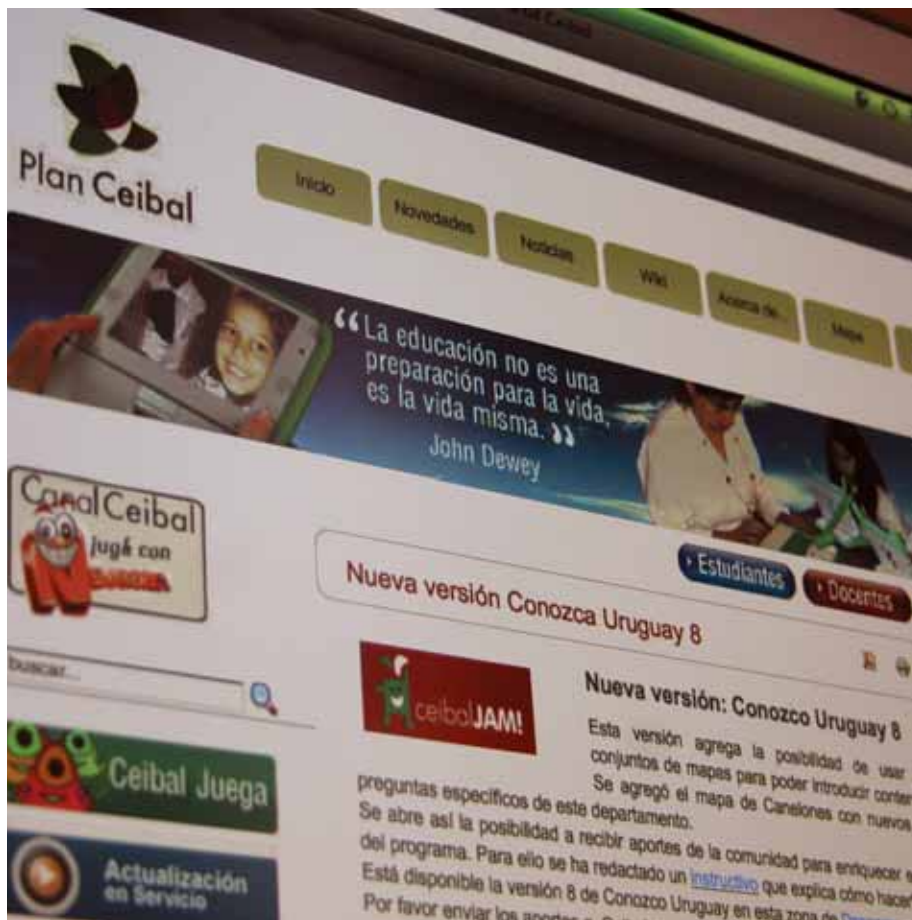 Ceibal
Plan Ceibal
Inicio
Novedades
Noticias
Wiki
Acerca de...
Mapa
“La educación no es una
preparación para la vida,
es la vida misma.”
John Dewey
Canal Ceibal
jugá con
Estudiantes
Docentes
Nueva versión Conozca Uruguay 8
buscar...
ceibalJAM!
Nueva versión: Conozco Uruguay 8
Esta versión agrega la posibilidad de usar
conjuntos de mapas para poder introducir conten
Se agregó el mapa de Canelones con nuevos
preguntas específicos de este departamento.
Se abre así la posibilidad a recibir aportes de la comunidad para enriquecer e
del programa. Para ello se ha redactado un instructivo que explica cómo hacer
Está disponible la versión 8 de Conozco Uruguay en esta zona
Por favor enviar los aportes a
Ceibal Juega
Actualización
en Servicio